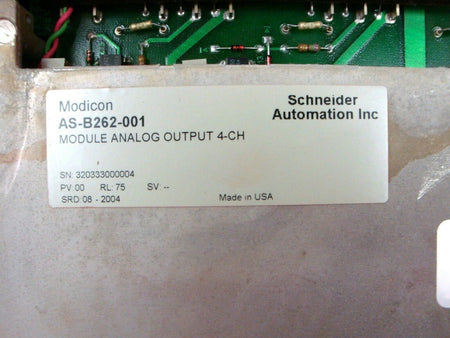 Modicon
Schneider
Automation Inc
AS-B262-001
MODULE ANALOG OUTPUT 4-CH
SN: 320333000004
PV: 00 RL: 75 SV: --
SRD: 08 - 2004
Made in USA